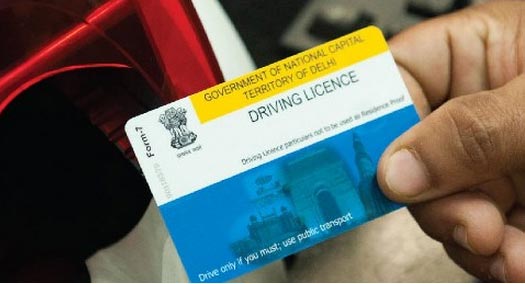 GOVERNMENT OF NATIONAL CAPITAL
TERRITORY OF DELHI
DRIVING LICENCE
Form-7
Driving Licence particulars not to be used as Residence Proof
Drive only if you must; use public transport